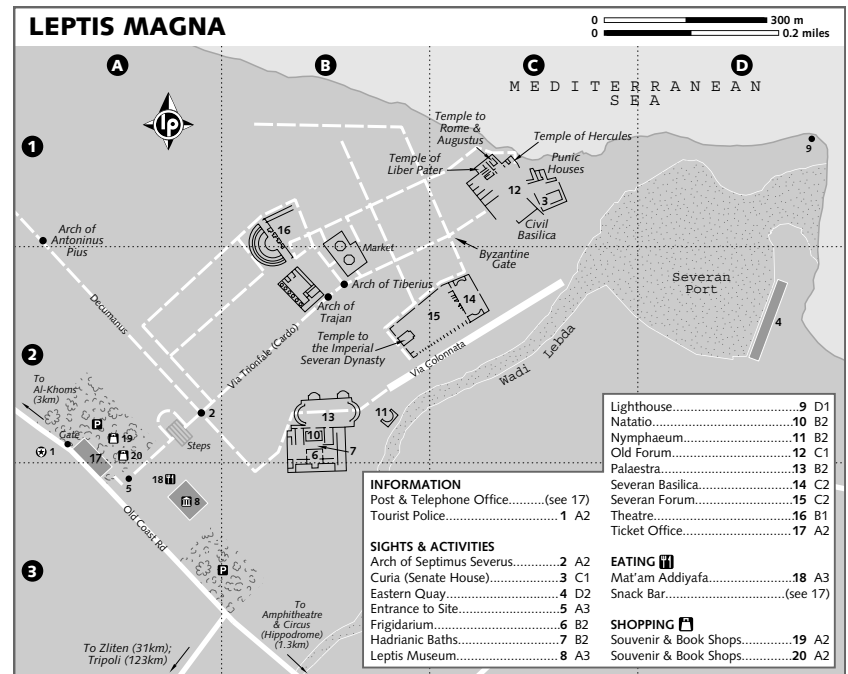 LEPTIS MAGNA
0 300 m
0 0.2 miles
A B C D
MEDITERRANEAN
SEA
lp
1
9
Temple to
Rome &
Augustus
Temple of Hercules
Temple of
Liber Pater
Punic
Houses
12
3
Civil
Basilica
Arch of
Antoninus
Pius
16
Market
Byzantine
Gate
Severan
Port
Arch of Tiberius
Arch of
Trajan
14
15
4
Decumanus
Temple to
the Imperial
Severan Dynasty
Via Trionfale (Cardo)
Via Colonnata
Wadi Lebda
2
To
Al-Khoms
(3km)
2
P
19
Gate
1
20
17
Steps
13
11
10
7
6
5
18
8
Old Coast Rd
3
P
To
Amphitheatre
& Circus
(Hippodrome)
(1.3km)
To Zliten (31km);
Tripoli (123km)
INFORMATION
Post & Telephone Office..........(see 17)
Tourist Police..............................1 A2
SIGHTS & ACTIVITIES
Arch of Septimus Severus............2 A2
Curia (Senate House)..................3 C1
Eastern Quay..............................4 D2
Entrance to Site..........................5 A3
Frigidarium.................................6 B2
Hadrianic Baths..........................7 B2
Leptis Museum...........................8 A3
Lighthouse..................................9 D1
Natatio.....................................10 B2
Nymphaeum.............................11 B2
Old Forum................................12 C1
Palaestra...................................13 B2
Severan Basilica........................14 C2
Severan Forum..........................15 C2
Theatre.....................................16 B1
Ticket Office.............................17 A2
EATING
Mat'am Addiyafa......................18 A3
Snack Bar................................(see 17)
SHOPPING
Souvenir & Book Shops.............19 A2
Souvenir & Book Shops.............20 A2